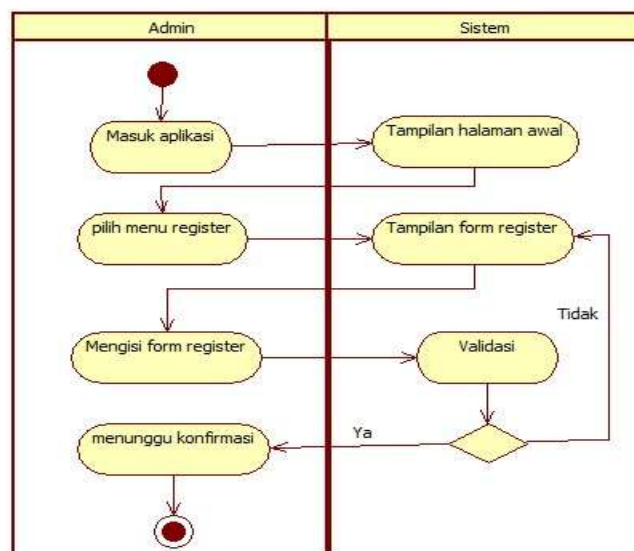 Admin
Sistem
Masuk aplikasi
Tampilan halaman awal
pilih menu register
Tampilan form register
Tidak
Mengisi form register
Validasi
menunggu konfirmasi
Ya